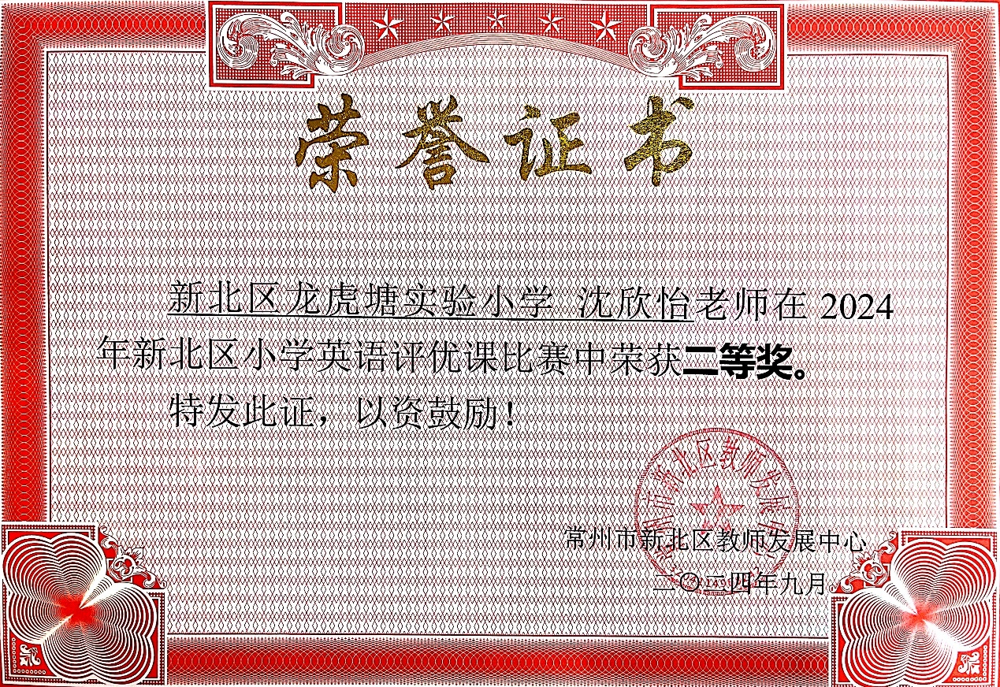 荣誉证书
新北区龙虎塘实验小学 沈欣怡老师在 2024
年新北区小学英语评优课比赛中荣获二等奖。
特发此证，以资鼓励！
常州市新北区教师发展中心
二〇二四年九月